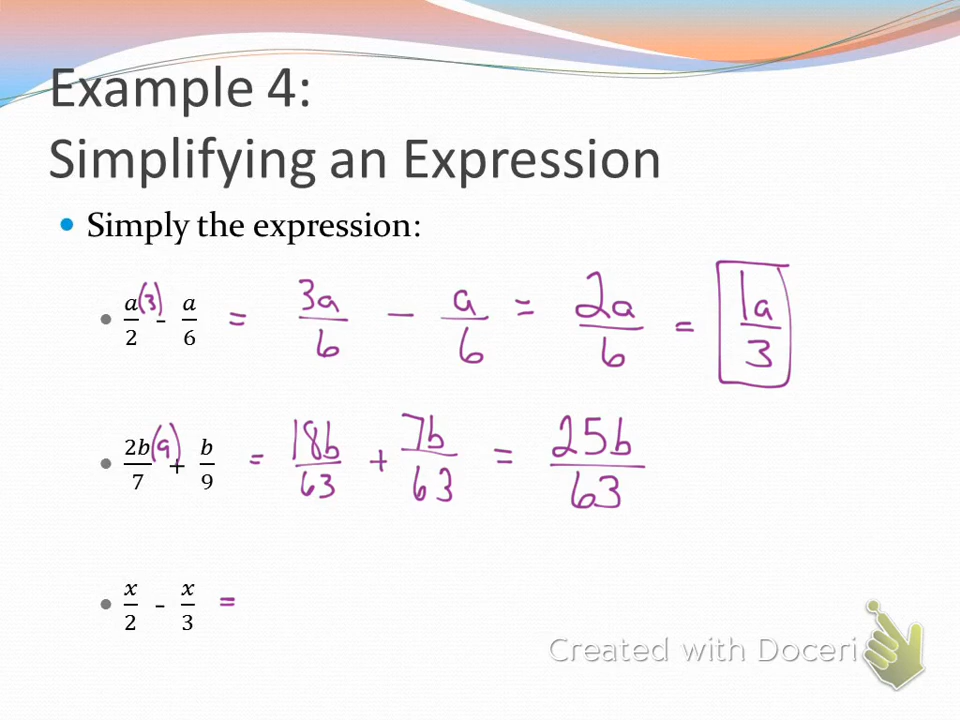 Example 4:
Simplifying an Expression
• Simply the expression:
• a/2 (3) - a/6 = 3a/6 - a/6 = 2a/6 = 1a/3
• 2b/7 (9) + b/9 = 18b/63 + 7b/63 = 25b/63
• x/2 - x/3 =
Created with Doceri